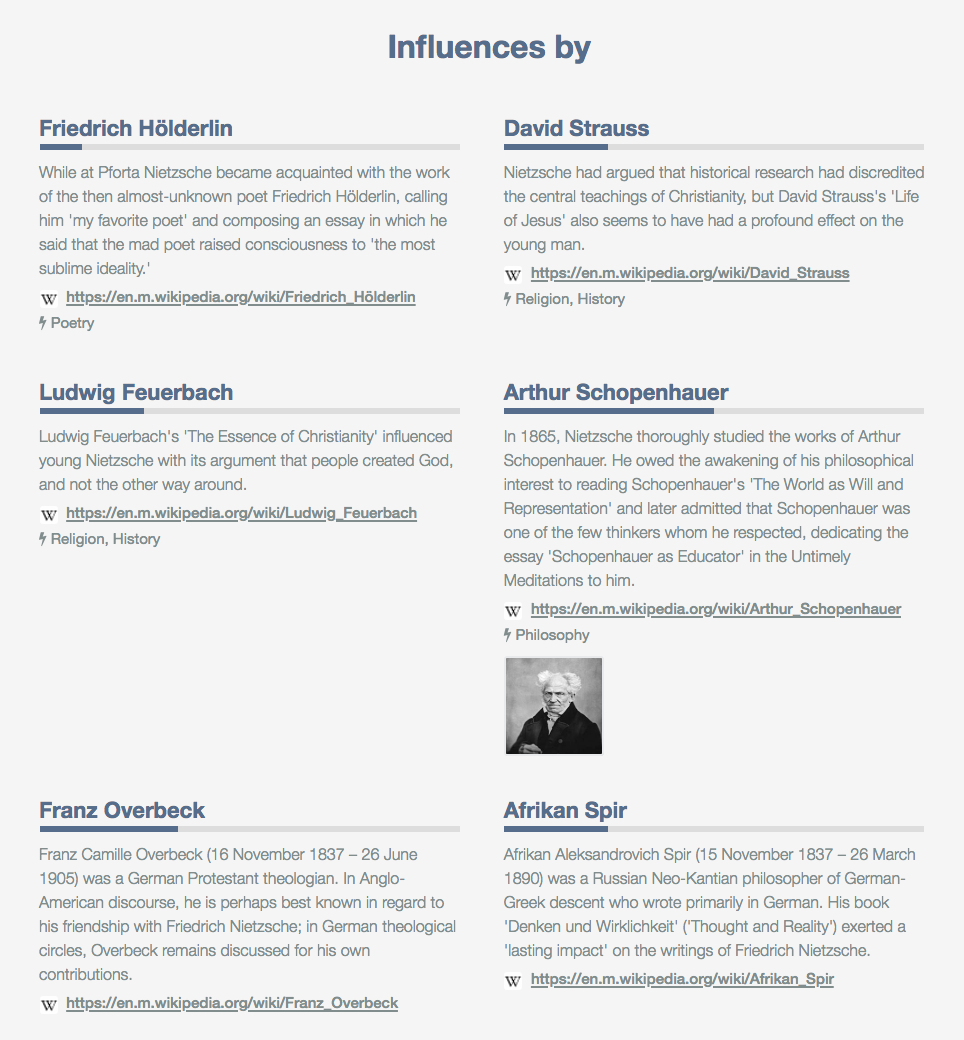 Influences by
Friedrich Hölderlin
While at Pforta Nietzsche became acquainted with the work
of the then almost-unknown poet Friedrich Hölderlin, calling
him 'my favorite poet' and composing an essay in which he
said that the mad poet raised consciousness to 'the most
sublime ideality.'
W https://en.m.wikipedia.org/wiki/Friedrich_Hölderlin
Poetry
David Strauss
Nietzsche had argued that historical research had discredited
the central teachings of Christianity, but David Strauss's 'Life
of Jesus' also seems to have had a profound effect on the
young man.
W https://en.m.wikipedia.org/wiki/David_Strauss
Religion, History
Ludwig Feuerbach
Ludwig Feuerbach's 'The Essence of Christianity' influenced
young Nietzsche with its argument that people created God,
and not the other way around.
W https://en.m.wikipedia.org/wiki/Ludwig_Feuerbach
Religion, History
Arthur Schopenhauer
In 1865, Nietzsche thoroughly studied the works of Arthur
Schopenhauer. He owed the awakening of his philosophical
interest to reading Schopenhauer's 'The World as Will and
Representation' and later admitted that Schopenhauer was
one of the few thinkers whom he respected, dedicating the
essay 'Schopenhauer as Educator' in the Untimely
Meditations to him.
W https://en.m.wikipedia.org/wiki/Arthur_Schopenhauer
Philosophy
Franz Overbeck
Franz Camille Overbeck (16 November 1837 – 26 June
1905) was a German Protestant theologian. In Anglo-
American discourse, he is perhaps best known in regard to
his friendship with Friedrich Nietzsche; in German theological
circles, Overbeck remains discussed for his own
contributions.
W https://en.m.wikipedia.org/wiki/Franz_Overbeck
Afrikan Spir
Afrikan Aleksandrovich Spir (15 November 1837 – 26 March
1890) was a Russian Neo-Kantian philosopher of German-
Greek descent who wrote primarily in German. His book
'Denken und Wirklichkeit' ('Thought and Reality') exerted a
'lasting impact' on the writings of Friedrich Nietzsche.
W https://en.m.wikipedia.org/wiki/Afrikan_Spir